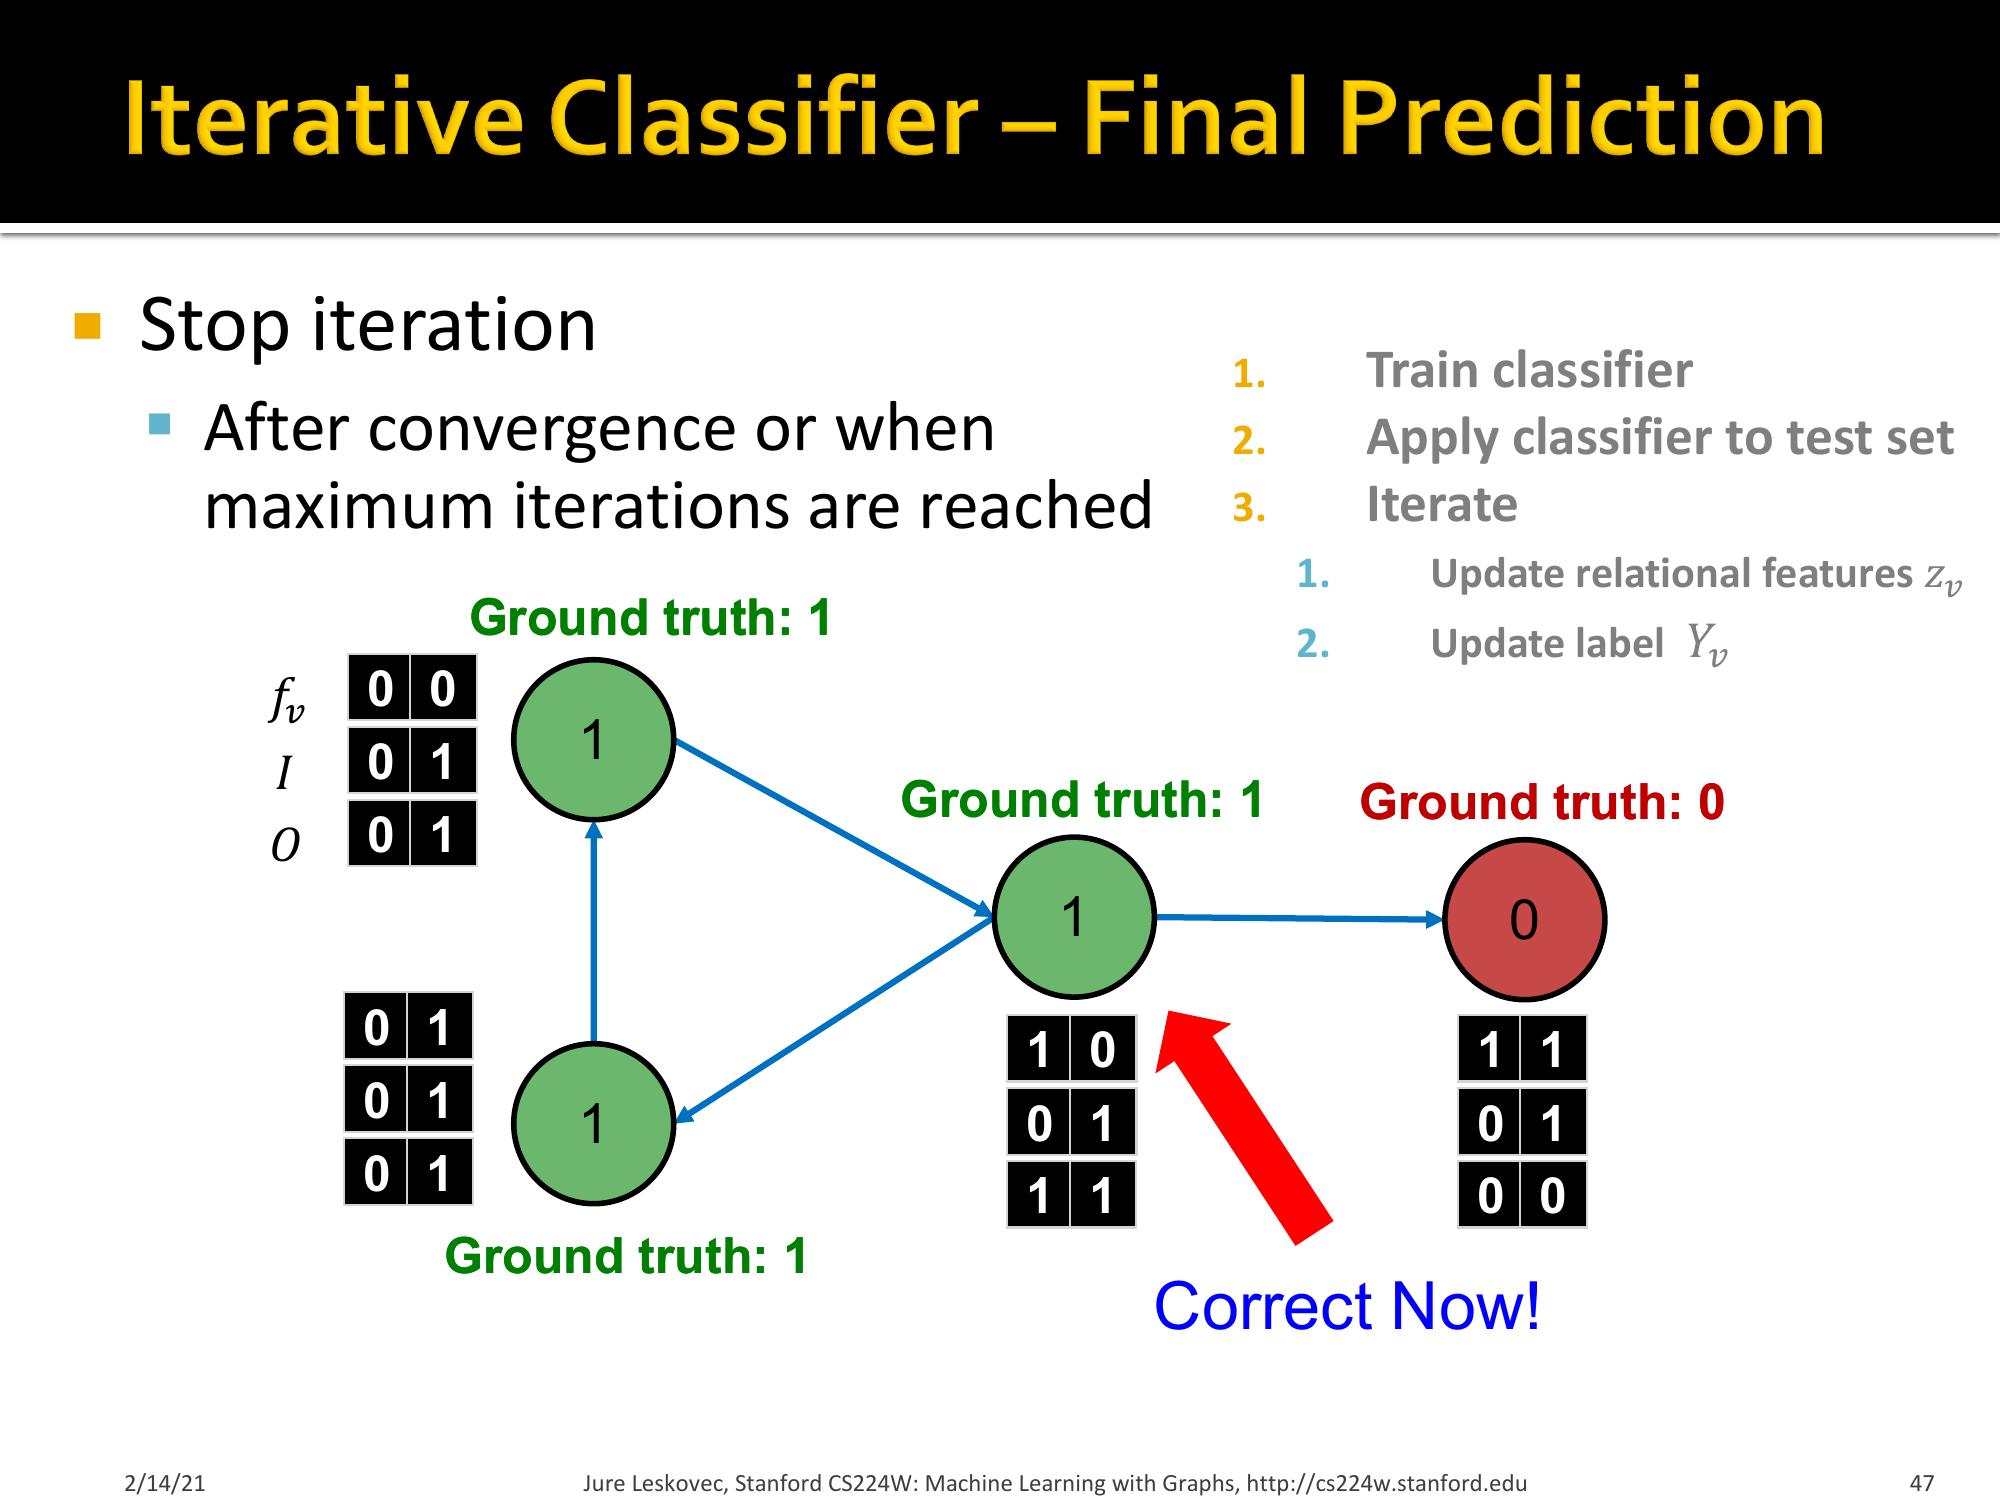 Iterative Classifier – Final Prediction
Stop iteration
After convergence or when
maximum iterations are reached
1. Train classifier
2. Apply classifier to test set
3. Iterate
1. Update relational features zᵥ
2. Update label Yᵥ
Ground truth: 1
fᵥ 0 0
I 0 1
O 0 1
1
Ground truth: 1
1
1 0
0 1
1 1
Ground truth: 0
0
1 1
0 1
0 0
0 1
0 1
0 1
1
Ground truth: 1
Correct Now!
2/14/21
Jure Leskovec, Stanford CS224W: Machine Learning with Graphs, http://cs224w.stanford.edu
47